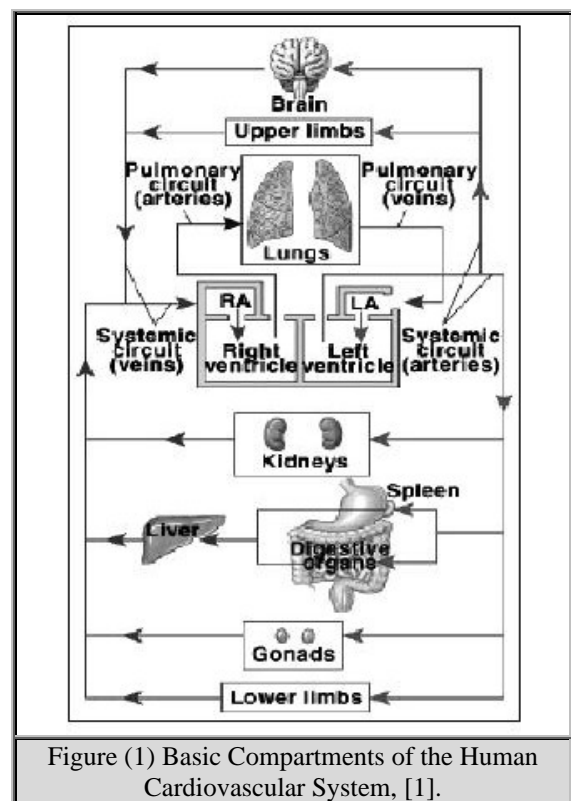 Brain
Upper limbs
Pulmonary
circuit
(arteries)
Pulmonary
circuit
(veins)
Lungs
RA
LA
Systemic
circuit
(veins)
Right
ventricle
Left
ventricle
Systemic
circuit
(arteries)
Kidneys
Spleen
Liver
Digestive
organs
Gonads
Lower limbs
Figure (1) Basic Compartments of the Human
Cardiovascular System, [1].